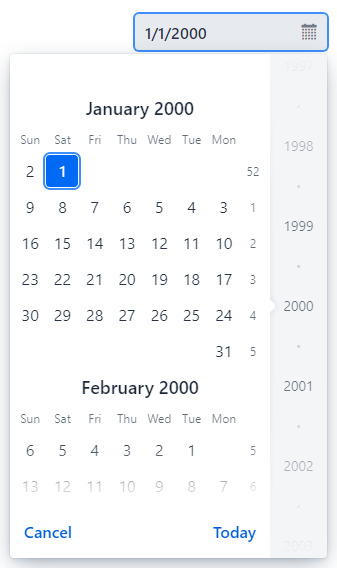 1/1/2000
January 2000
Sun Sat Fri Thu Wed Tue Mon
2 1 52
9 8 7 6 5 4 3 1
16 15 14 13 12 11 10 2
23 22 21 20 19 18 17 3
30 29 28 27 26 25 24 4
31 5
February 2000
Sun Sat Fri Thu Wed Tue Mon
6 5 4 3 2 1 5
13 12 11 10 9 8 7 6
Cancel Today
1997
1998
1999
2000
2001
2002
2003